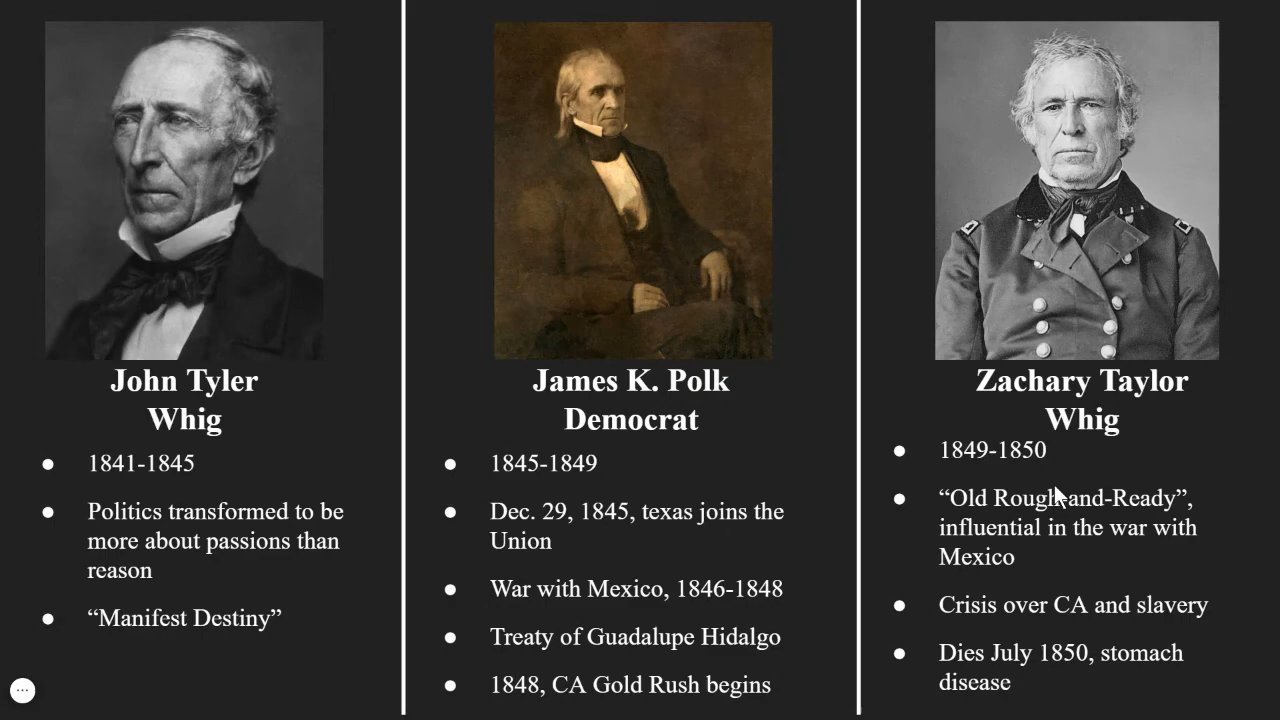 John Tyler
Whig
1841-1845
Politics transformed to be
more about passions than
reason
“Manifest Destiny”
James K. Polk
Democrat
1845-1849
Dec. 29, 1845, texas joins the
Union
War with Mexico, 1846-1848
Treaty of Guadalupe Hidalgo
1848, CA Gold Rush begins
Zachary Taylor
Whig
1849-1850
“Old Rough-and-Ready”,
influential in the war with
Mexico
Crisis over CA and slavery
Dies July 1850, stomach
disease